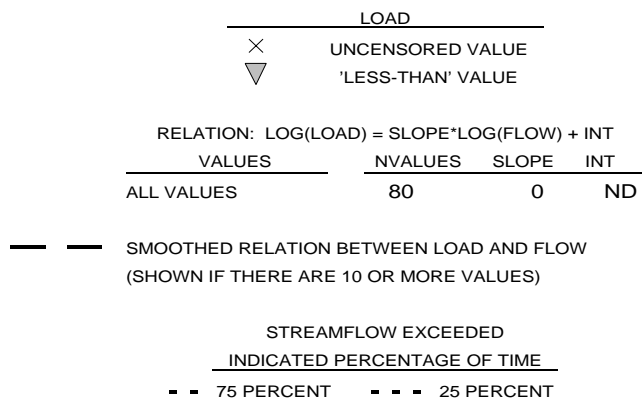 LOAD
UNCENSORED VALUE
'LESS-THAN' VALUE
RELATION: LOG(LOAD) = SLOPE*LOG(FLOW) + INT
VALUES NVALUES SLOPE INT
ALL VALUES 80 0 ND
SMOOTHED RELATION BETWEEN LOAD AND FLOW
(SHOWN IF THERE ARE 10 OR MORE VALUES)
STREAMFLOW EXCEEDED
INDICATED PERCENTAGE OF TIME
75 PERCENT 25 PERCENT